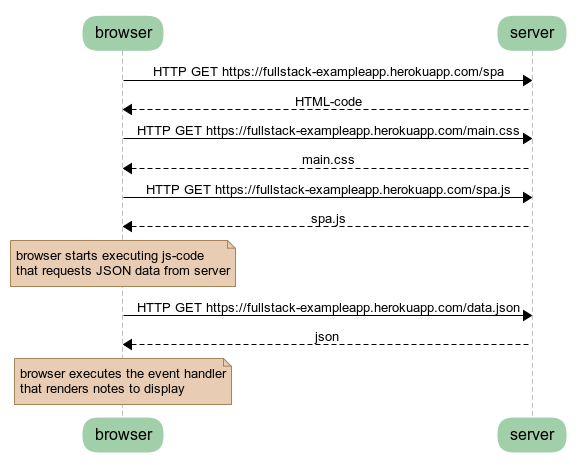 browser server
HTTP GET https://fullstack-exampleapp.herokuapp.com/spa
HTML-code
HTTP GET https://fullstack-exampleapp.herokuapp.com/main.css
main.css
HTTP GET https://fullstack-exampleapp.herokuapp.com/spa.js
spa.js
browser starts executing js-code
that requests JSON data from server
HTTP GET https://fullstack-exampleapp.herokuapp.com/data.json
json
browser executes the event handler
that renders notes to display
browser server